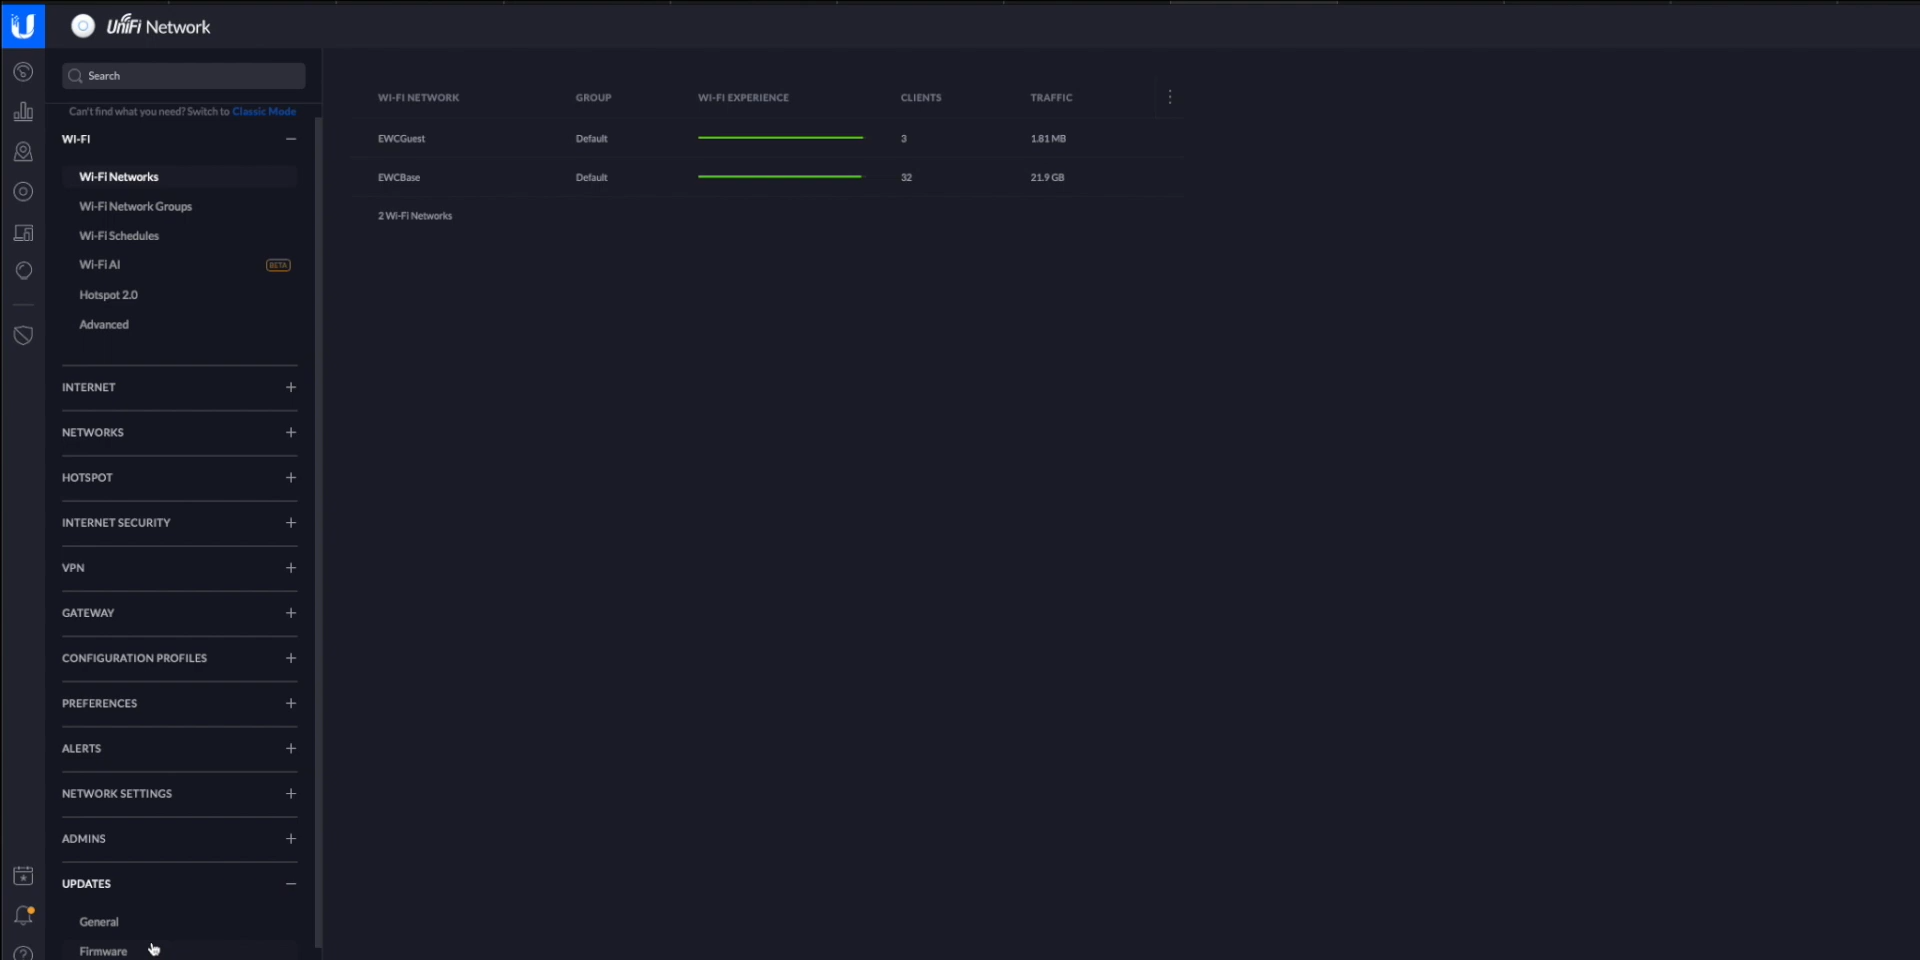 UniFi Network
Search
Can't find what you need? Switch to Classic Mode
WI-FI
Wi-Fi Networks
Wi-Fi Network Groups
Wi-Fi Schedules
Wi-Fi AI BETA
Hotspot 2.0
Advanced
INTERNET
NETWORKS
HOTSPOT
INTERNET SECURITY
VPN
GATEWAY
CONFIGURATION PROFILES
PREFERENCES
ALERTS
NETWORK SETTINGS
ADMINS
UPDATES
General
Firmware
WI-FI NETWORK GROUP WI-FI EXPERIENCE CLIENTS TRAFFIC
EWCGuest Default 3 1.81 MB
EWCBase Default 32 21.9 GB
2 Wi-Fi Networks